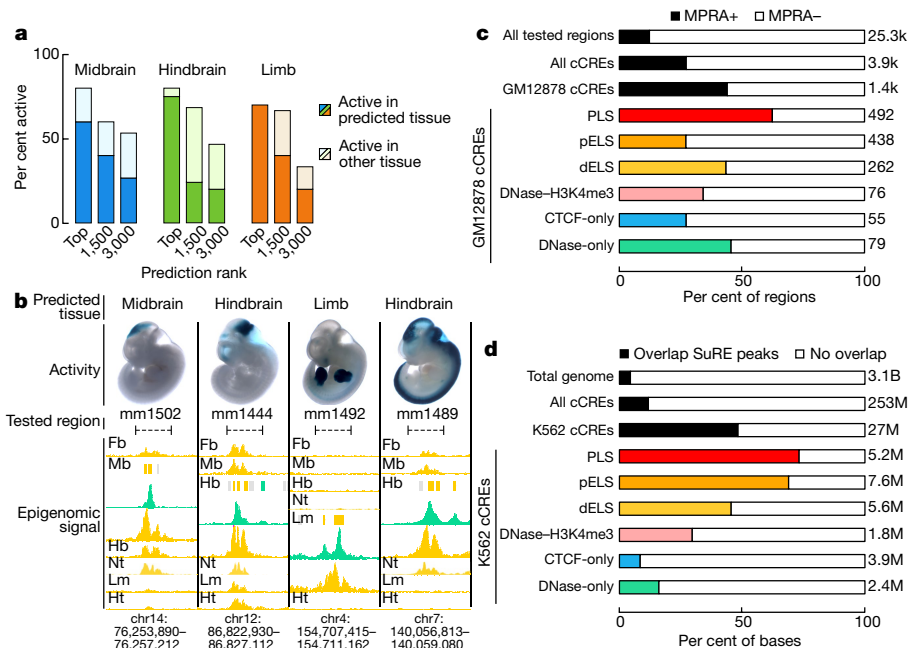 a
100
50
0
Per cent active
Midbrain
Hindbrain
Limb
Active in
predicted tissue
Active in
other tissue
Top
1,500
3,000
Top
1,500
3,000
Top
1,500
3,000
Prediction rank
b
Predicted
tissue
Midbrain
Hindbrain
Limb
Hindbrain
Activity
Tested region
mm1502
mm1444
mm1492
mm1489
Epigenomic
signal
Fb
Mb
Hb
Nt
Lm
Ht
Fb
Mb
Hb
Nt
Lm
Ht
Fb
Mb
Hb
Nt
Lm
Ht
Fb
Mb
Hb
Nt
Lm
Ht
chr14:
76,253,890–
76,257,212
chr12:
86,822,930–
86,827,112
chr4:
154,707,415–
154,711,162
chr7:
140,056,813–
140,059,080
c
MPRA+ MPRA–
All tested regions 25.3k
All cCREs 3.9k
GM12878 cCREs 1.4k
GM12878 cCREs
PLS 492
pELS 438
dELS 262
DNase–H3K4me3 76
CTCF-only 55
DNase-only 79
0 50 100
Per cent of regions
d
Overlap SuRE peaks No overlap
Total genome 3.1B
All cCREs 253M
K562 cCREs 27M
K562 cCREs
PLS 5.2M
pELS 7.6M
dELS 5.6M
DNase–H3K4me3 1.8M
CTCF-only 3.9M
DNase-only 2.4M
0 50 100
Per cent of bases